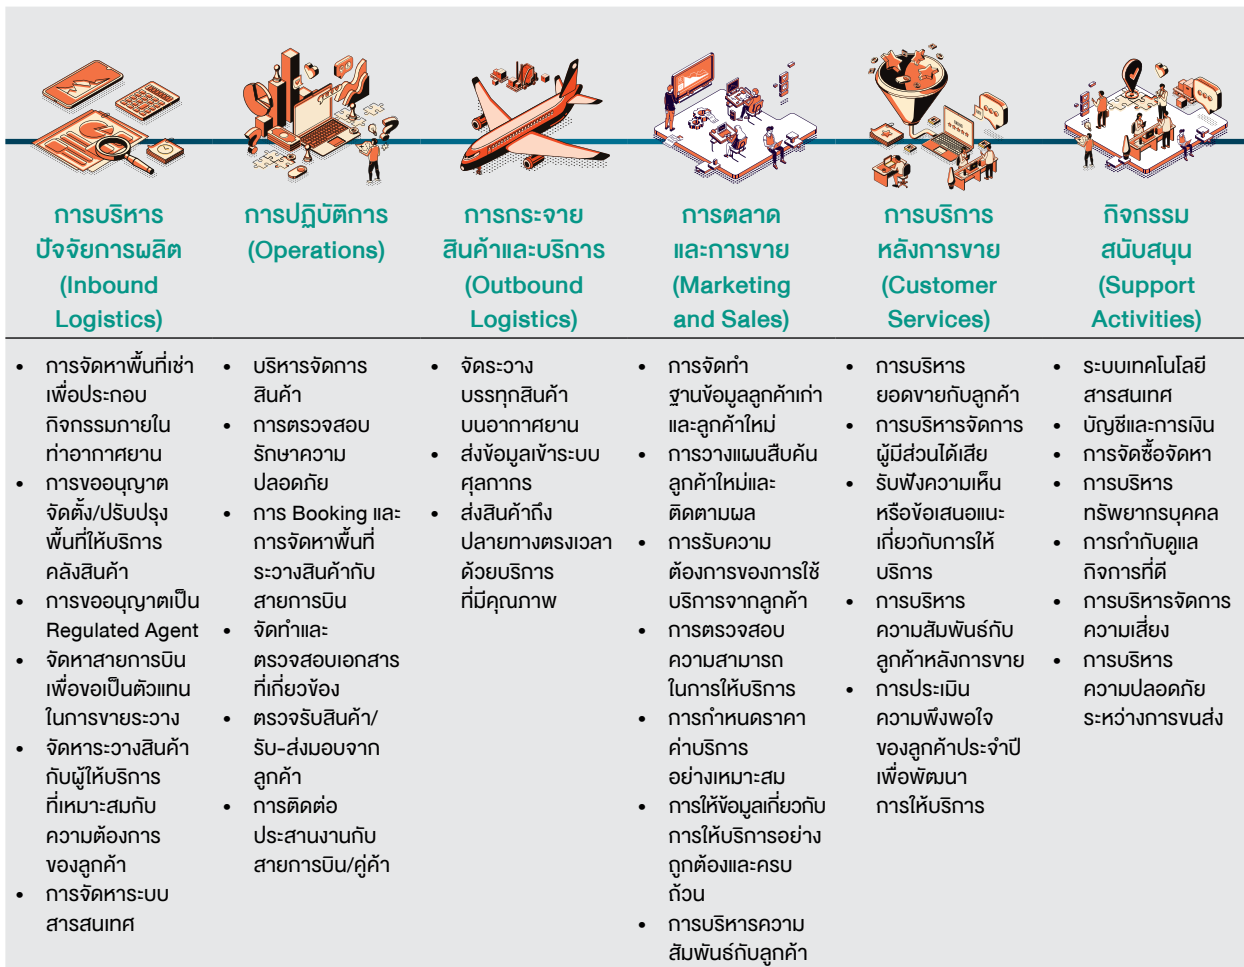 การบริหาร
ปัจจัยการผลิต
(Inbound
Logistics)
การปฏิบัติการ
(Operations)
การกระจาย
สินค้าและบริการ
(Outbound
Logistics)
การตลาด
และการขาย
(Marketing
and Sales)
การบริการ
หลังการขาย
(Customer
Services)
กิจกรรม
สนับสนุน
(Support
Activities)
• การจัดหาพื้นที่เช่า
เพื่อประกอบ
กิจกรรมภายใน
ท่าอากาศยาน
• การขออนุญาต
จัดตั้ง/ปรับปรุง
พื้นที่ให้บริการ
คลังสินค้า
• การขออนุญาตเป็น
Regulated Agent
• จัดหาสายการบิน
เพื่อขอเป็นตัวแทน
ในการขายระวาง
• จัดหาระวางสินค้า
กับผู้ให้บริการ
ที่เหมาะสมกับ
ความต้องการ
ของลูกค้า
• การจัดหาระบบ
สารสนเทศ
• บริหารจัดการ
สินค้า
• การตรวจสอบ
รักษาความ
ปลอดภัย
• การ Booking และ
การจัดหาพื้นที่
ระวางสินค้ากับ
สายการบิน
• จัดทำและ
ตรวจสอบเอกสาร
ที่เกี่ยวข้อง
• ตรวจรับสินค้า/
รับ-ส่งมอบจาก
ลูกค้า
• การติดต่อ
ประสานงานกับ
สายการบิน/คู่ค้า
• จัดระวาง
บรรทุกสินค้า
บนอากาศยาน
• ส่งข้อมูลเข้าระบบ
ศุลกากร
• ส่งสินค้าถึง
ปลายทางตรงเวลา
ด้วยบริการ
ที่มีคุณภาพ
• การจัดทำ
ฐานข้อมูลลูกค้าเก่า
และลูกค้าใหม่
• การวางแผนสืบค้น
ลูกค้าใหม่และ
ติดตามผล
• การรับความ
ต้องการของการใช้
บริการจากลูกค้า
• การตรวจสอบ
ความสามารถ
ในการให้บริการ
• การกำหนดราคา
ค่าบริการ
อย่างเหมาะสม
• การให้ข้อมูลเกี่ยวกับ
การให้บริการอย่าง
ถูกต้องและครบ
ถ้วน
• การบริหารความ
สัมพันธ์กับลูกค้า
• การบริหาร
ยอดขายกับลูกค้า
• การบริหารจัดการ
ผู้มีส่วนได้เสีย
• รับฟังความเห็น
หรือข้อเสนอแนะ
เกี่ยวกับการให้
บริการ
• การบริหาร
ความสัมพันธ์กับ
ลูกค้าหลังการขาย
• การประเมิน
ความพึงพอใจ
ของลูกค้าประจำปี
เพื่อพัฒนา
การให้บริการ
• ระบบเทคโนโลยี
สารสนเทศ
• บัญชีและการเงิน
• การจัดซื้อจัดหา
• การบริหาร
ทรัพยากรบุคคล
• การกำกับดูแล
กิจการที่ดี
• การบริหารจัดการ
ความเสี่ยง
• การบริหาร
ความปลอดภัย
ระหว่างการขนส่ง